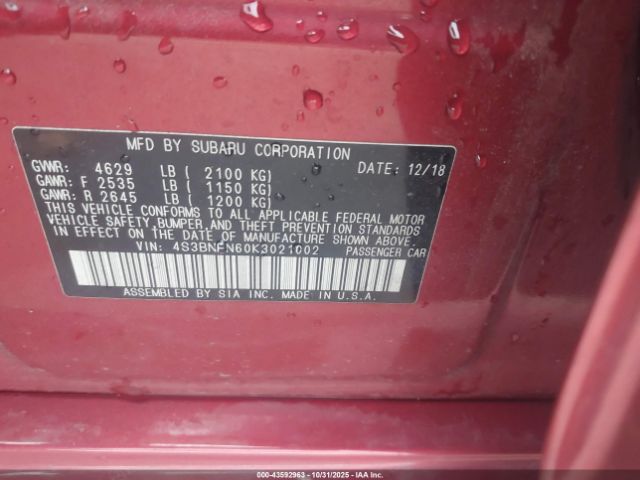 MFD BY SUBARU CORPORATION
GVWR: 4629 LB ( 2100 KG) DATE: 12/18
GAWR: F 2535 LB ( 1150 KG)
GAWR: R 2645 LB ( 1200 KG)
THIS VEHICLE CONFORMS TO ALL APPLICABLE FEDERAL MOTOR
VEHICLE SAFETY, BUMPER, AND THEFT PREVENTION STANDARDS
IN EFFECT ON THE DATE OF MANUFACTURE SHOWN ABOVE.
VIN: 4S3BNFN60K3021002 PASSENGER CAR
ASSEMBLED BY SIA INC. MADE IN U.S.A.
000-43592963 - 10/31/2025 - IAAI.COM